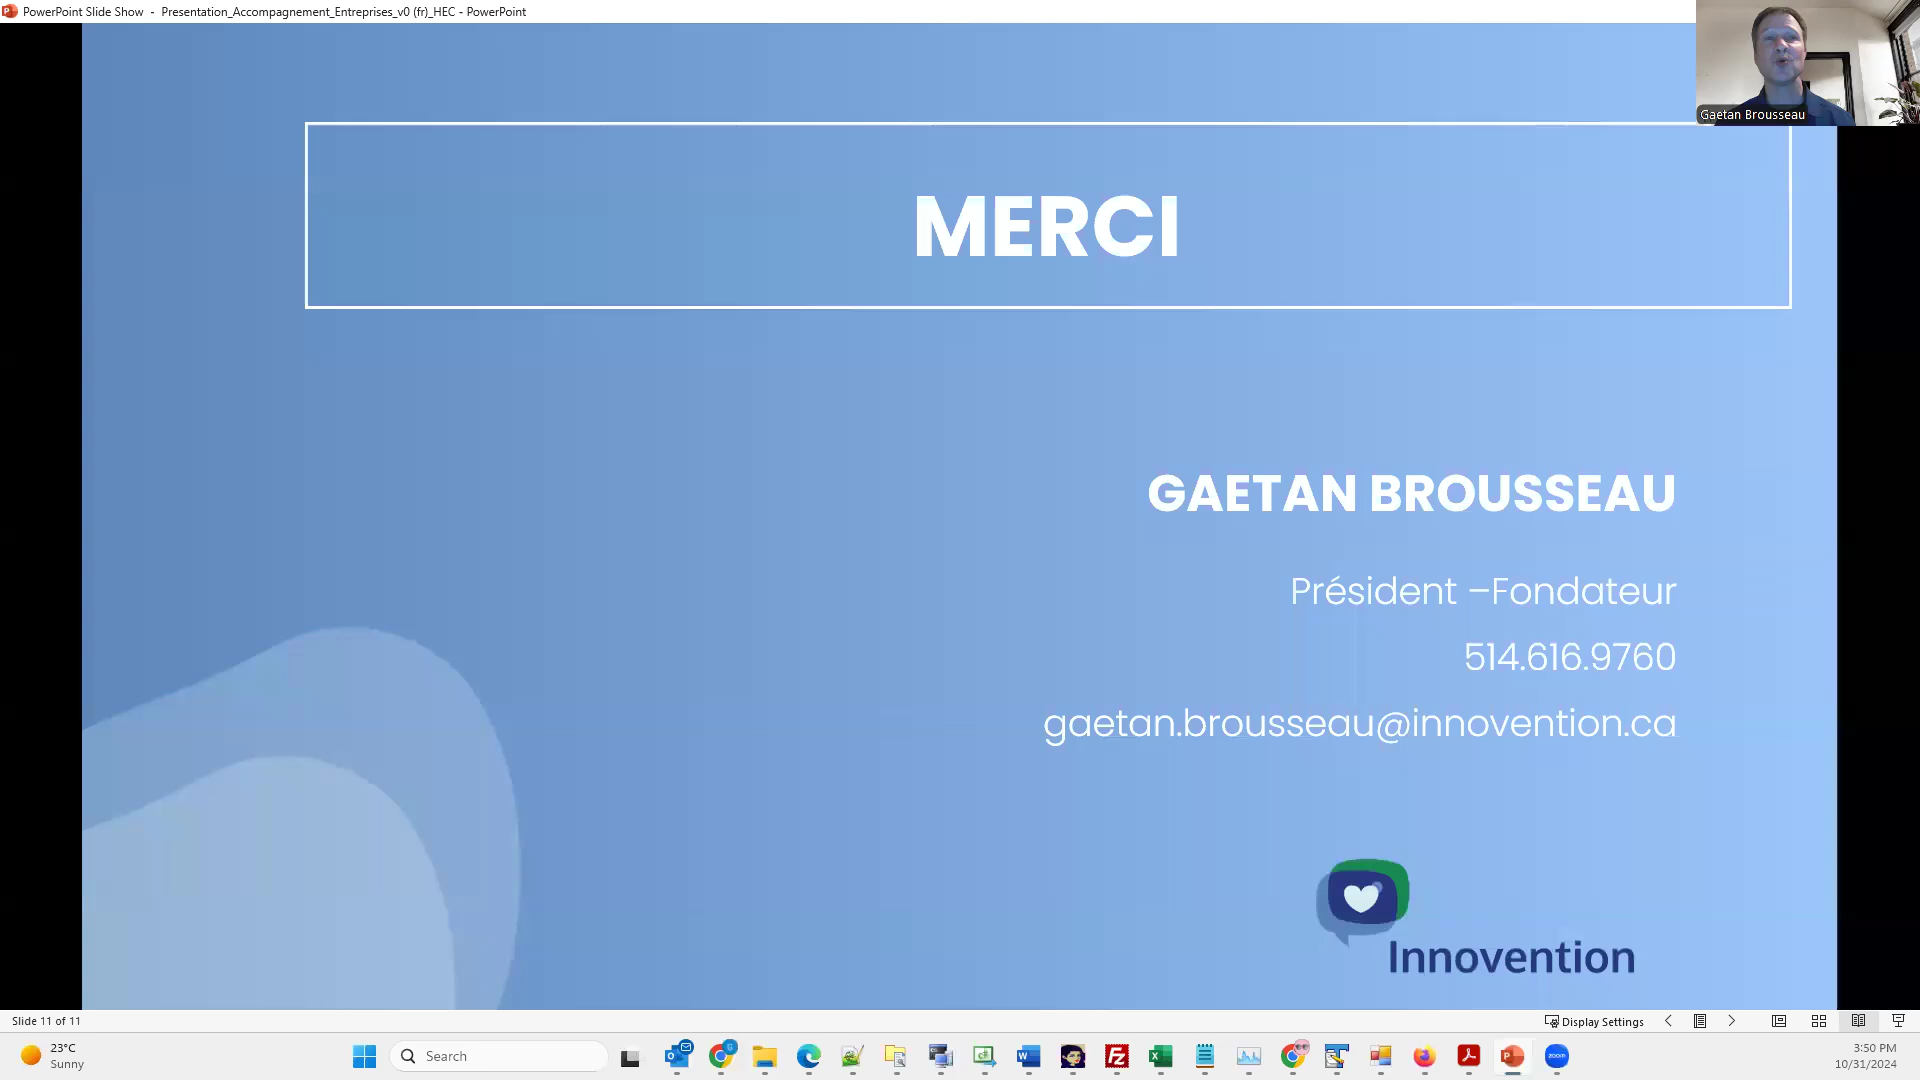 PowerPoint Slide Show - Presentation_Accompagnement_Entreprises_v0 (fr)_HEC - PowerPoint
Gaetan Brousseau
MERCI
GAETAN BROUSSEAU
Président –Fondateur
514.616.9760
gaetan.brousseau@innovention.ca
Innovention
Slide 11 of 11
Display Settings
23°C
Sunny
Search
zoom
3:50 PM
10/31/2024